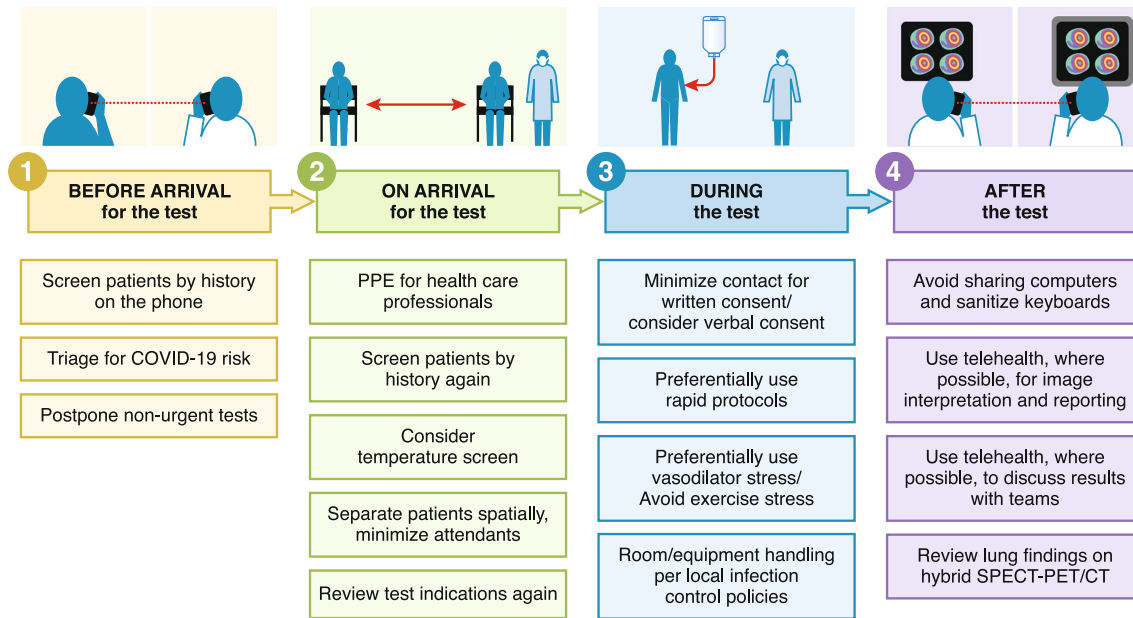 1
BEFORE ARRIVAL
for the test
Screen patients by history
on the phone
Triage for COVID-19 risk
Postpone non-urgent tests
2
ON ARRIVAL
for the test
PPE for health care
professionals
Screen patients by
history again
Consider
temperature screen
Separate patients spatially,
minimize attendants
Review test indications again
3
DURING
the test
Minimize contact for
written consent/
consider verbal consent
Preferentially use
rapid protocols
Preferentially use
vasodilator stress/
Avoid exercise stress
Room/equipment handling
per local infection
control policies
4
AFTER
the test
Avoid sharing computers
and sanitize keyboards
Use telehealth, where
possible, for image
interpretation and reporting
Use telehealth, where
possible, to discuss results
with teams
Review lung findings on
hybrid SPECT-PET/CT